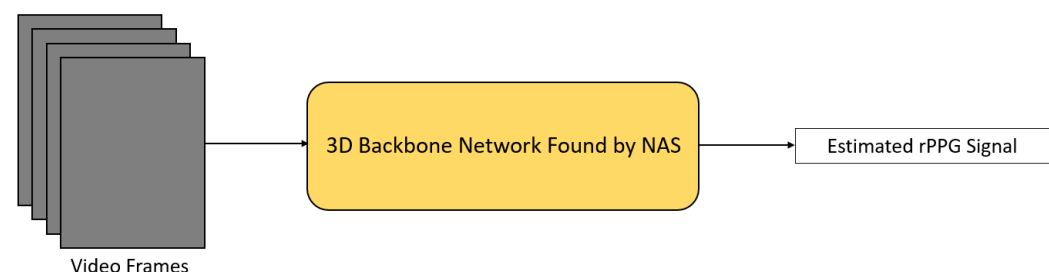 3D Backbone Network Found by NAS
Estimated rPPG Signal
Video Frames